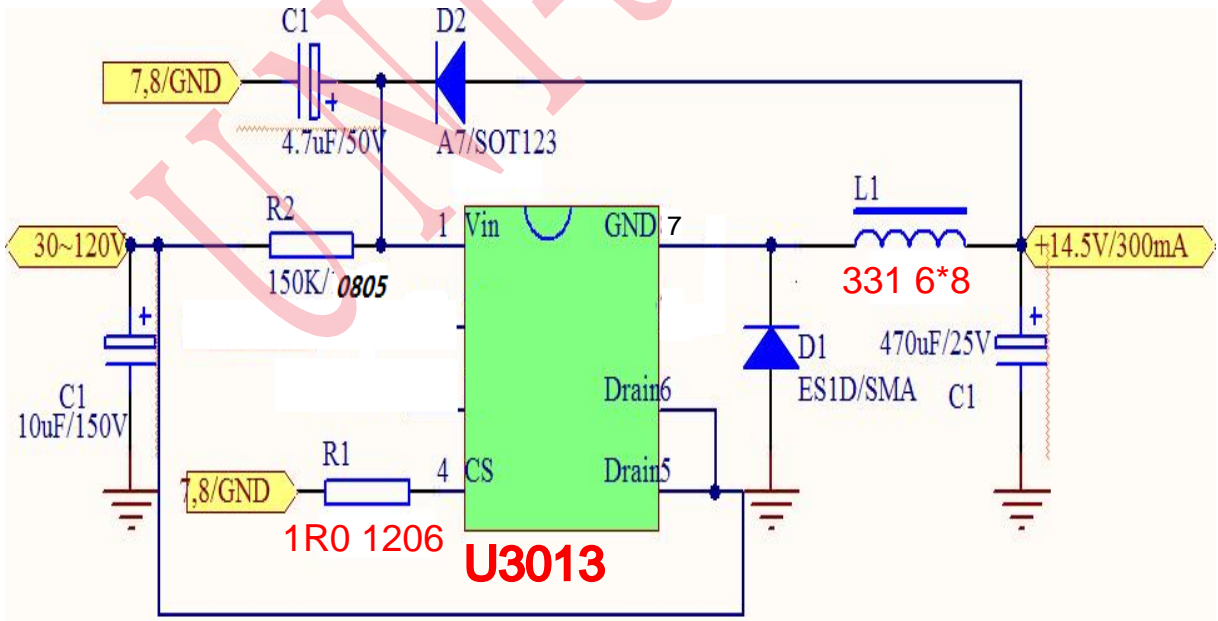 C1
D2
7,8/GND
+
4.7uF/50V
A7/SOT123
R2
1 Vin
GND 7
L1
30~120V
150K/ 0805
+14.5V/300mA
331 6*8
+
+
D1
470uF/25V
C1
10uF/150V
ES1D/SMA
C1
Drain6
R1
4 CS
Drain5
7,8/GND
1R0 1206
U3013